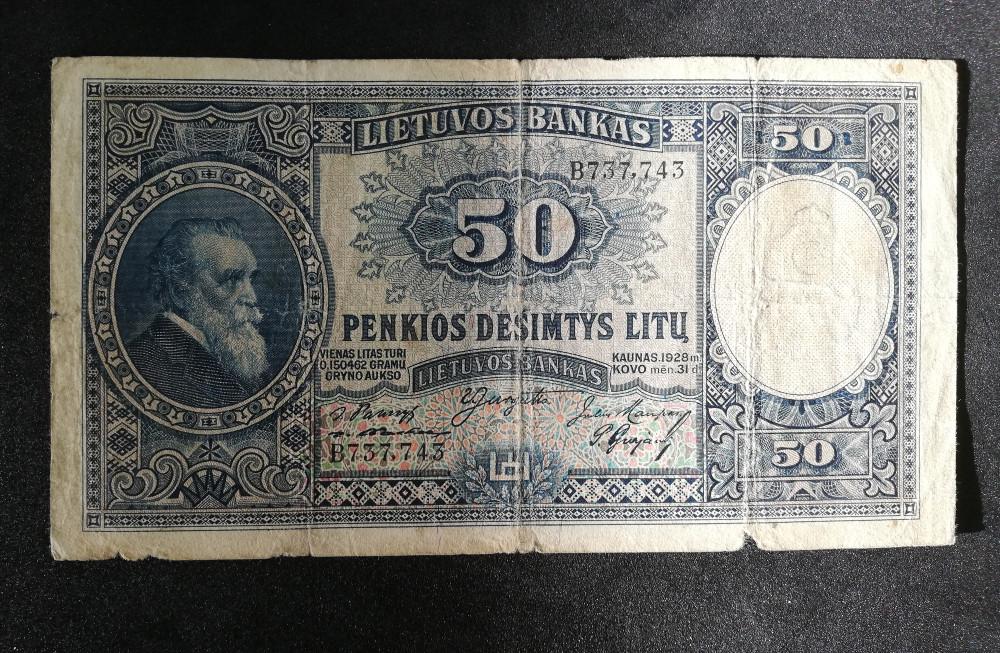 LIETUVOS BANKAS
50
B737,743
50
PENKIOS DEŠIMTYS LITŲ
VIENAS LITAS TURI
0,150462 GRAMŲ
GRYNO AUKSO
LIETUVOS BANKAS
KAUNAS.1928 m.
KOVO mėn.31 d.
B737,743
50